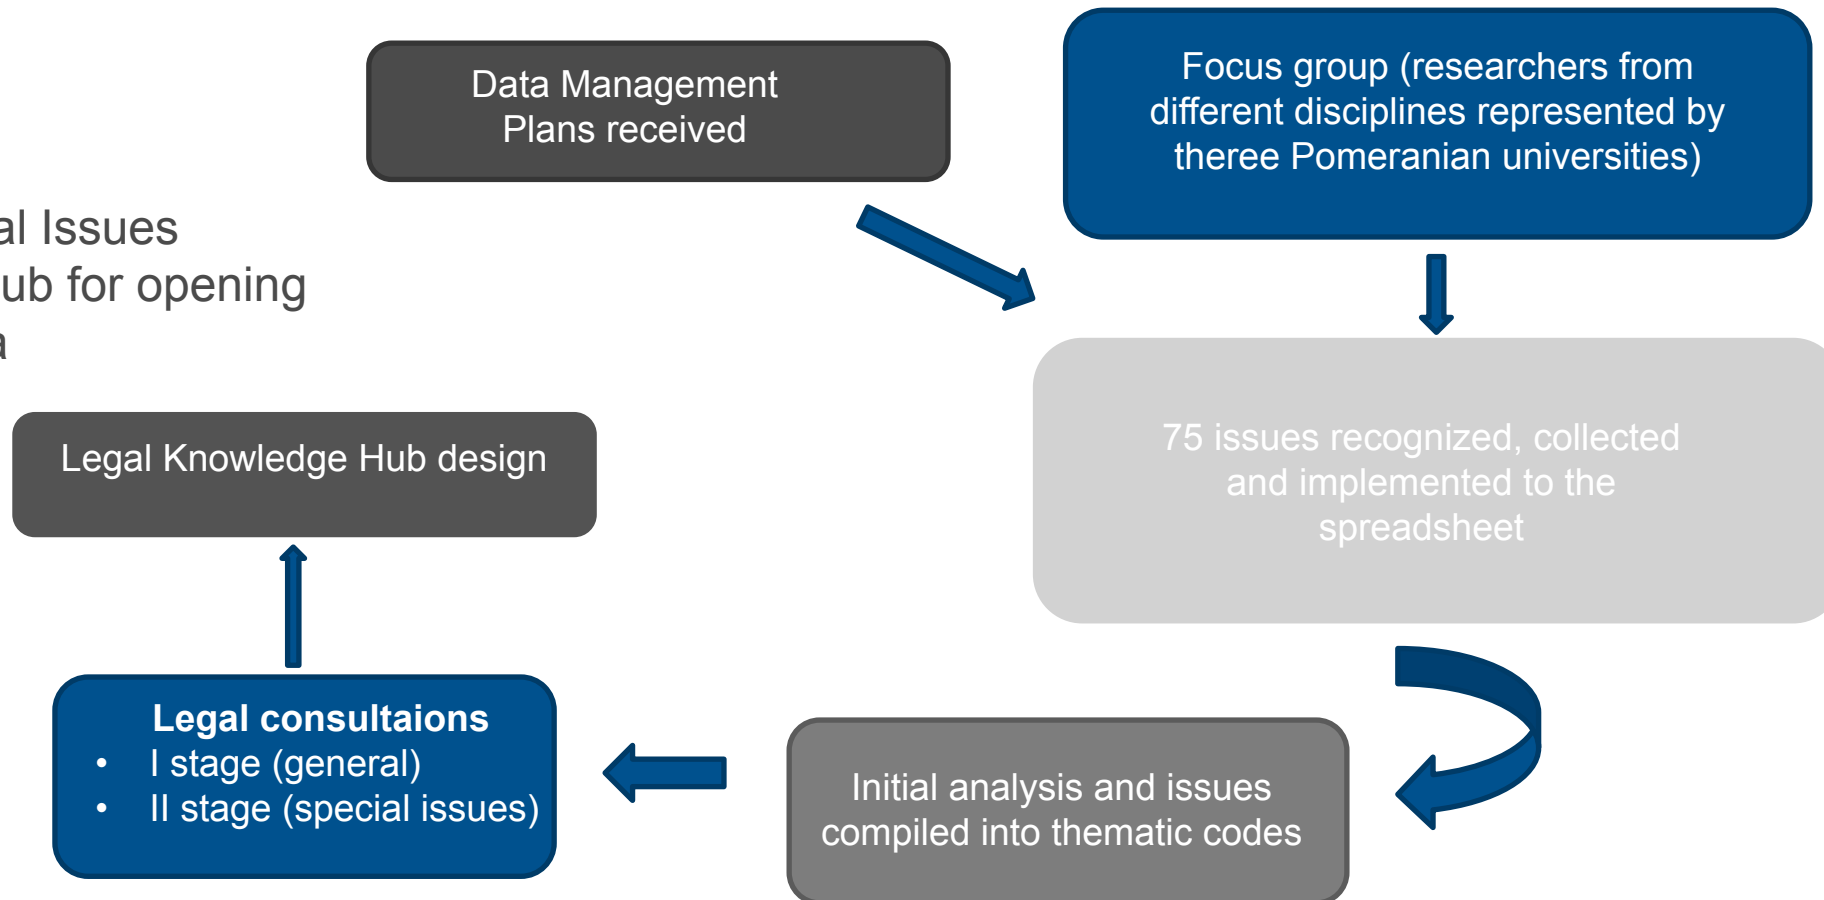 Data Management
Plans received
Focus group (researchers from
different disciplines represented by
theree Pomeranian universities)
al Issues
ub for opening
a
75 issues recognized, collected
and implemented to the
spreadsheet
Legal Knowledge Hub design
Legal consultaions
• I stage (general)
• II stage (special issues)
Initial analysis and issues
compiled into thematic codes